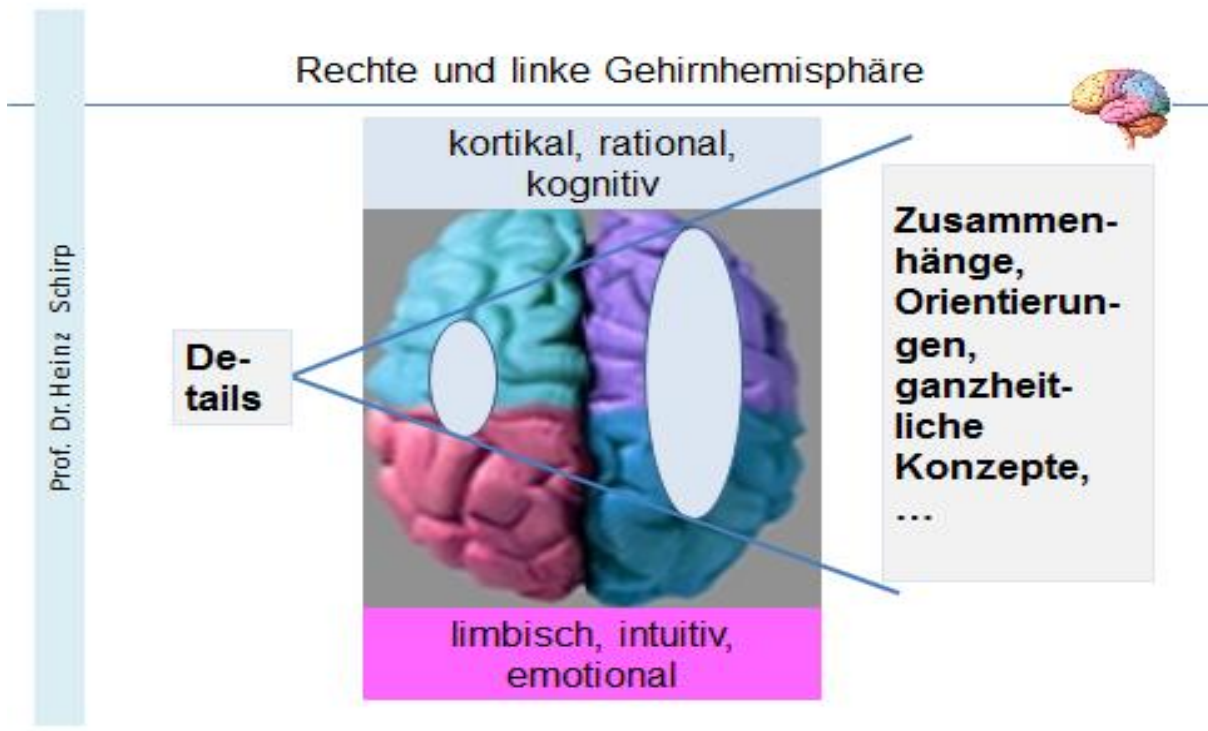 Rechte und linke Gehirnhemisphäre
Prof. Dr. Heinz Schirp
kortikal, rational,
kognitiv
De-
tails
Zusammen-
hänge,
Orientierun-
gen,
ganzheit-
liche
Konzepte,
...
limbisch, intuitiv,
emotional